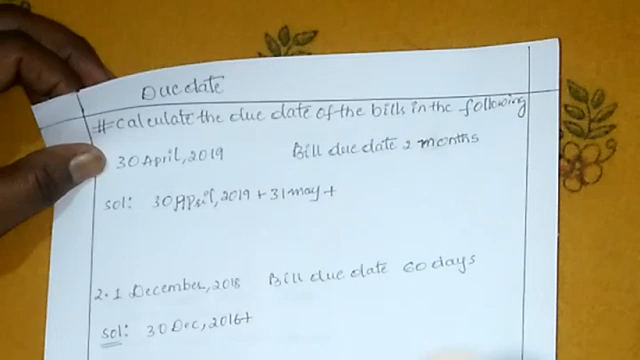 Due date
# Calculate the due date of the bills in the following
30 April, 2019 Bill due date 2 months
sol: 30 April, 2019 + 31 may +
2. 1 December, 2018 Bill due date 60 days
sol: 30 Dec, 2016+